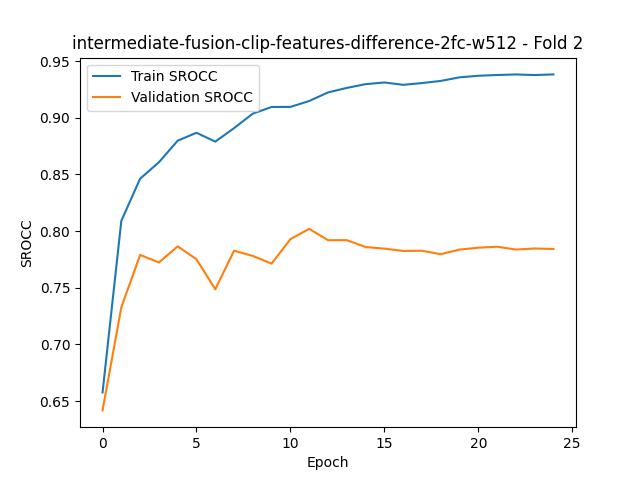 intermediate-fusion-clip-features-difference-2fc-w512 - Fold 2
Train SROCC
Validation SROCC
SROCC
0.95
0.90
0.85
0.80
0.75
0.70
0.65
0 5 10 15 20 25
Epoch